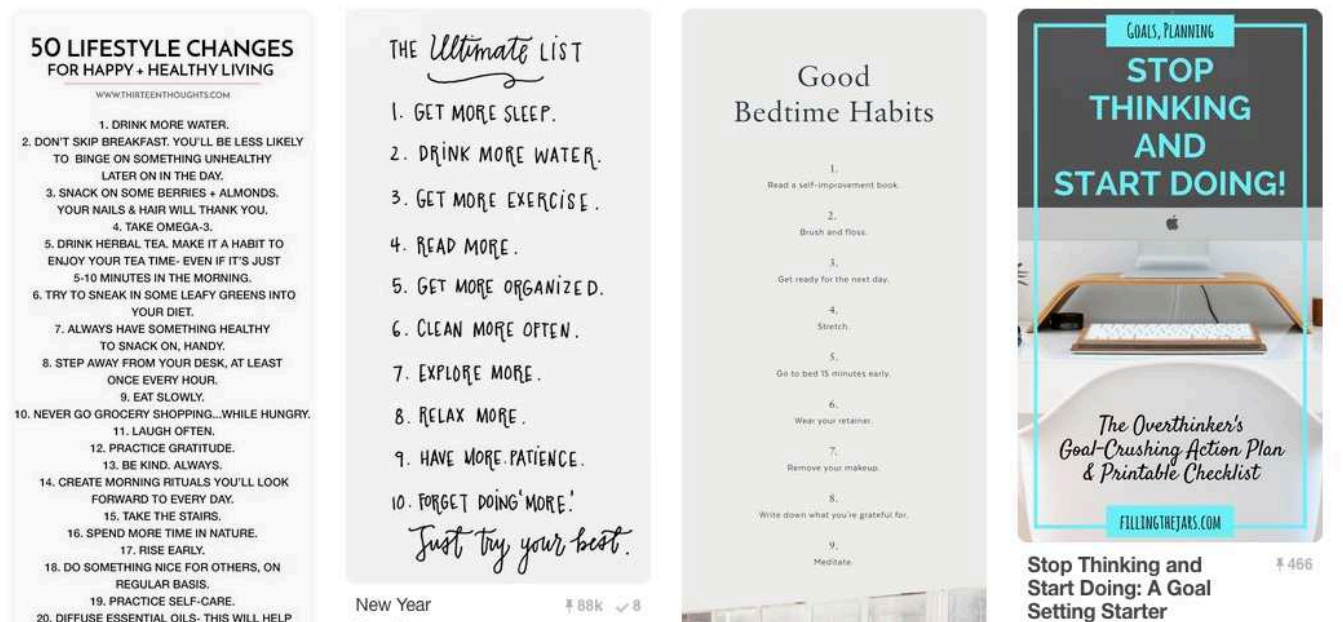 50 LIFESTYLE CHANGES
FOR HAPPY + HEALTHY LIVING
WWW.THIRTEENTHOUGHTS.COM
1. DRINK MORE WATER.
2. DON'T SKIP BREAKFAST. YOU'LL BE LESS LIKELY
TO BINGE ON SOMETHING UNHEALTHY
LATER ON IN THE DAY.
3. SNACK ON SOME BERRIES + ALMONDS.
YOUR NAILS & HAIR WILL THANK YOU.
4. TAKE OMEGA-3.
5. DRINK HERBAL TEA. MAKE IT A HABIT TO
ENJOY YOUR TEA TIME- EVEN IF IT'S JUST
5-10 MINUTES IN THE MORNING.
6. TRY TO SNEAK IN SOME LEAFY GREENS INTO
YOUR DIET.
7. ALWAYS HAVE SOMETHING HEALTHY
TO SNACK ON, HANDY.
8. STEP AWAY FROM YOUR DESK, AT LEAST
ONCE EVERY HOUR.
9. EAT SLOWLY.
10. NEVER GO GROCERY SHOPPING...WHILE HUNGRY.
11. LAUGH OFTEN.
12. PRACTICE GRATITUDE.
13. BE KIND. ALWAYS.
14. CREATE MORNING RITUALS YOU'LL LOOK
FORWARD TO EVERY DAY.
15. TAKE THE STAIRS.
16. SPEND MORE TIME IN NATURE.
17. RISE EARLY.
18. DO SOMETHING NICE FOR OTHERS, ON
REGULAR BASIS.
19. PRACTICE SELF-CARE.
20. DIFFUSE ESSENTIAL OILS- THIS WILL HELP
THE Ultimate LIST
1. GET MORE SLEEP.
2. DRINK MORE WATER.
3. GET MORE EXERCISE.
4. READ MORE.
5. GET MORE ORGANIZED.
6. CLEAN MORE OFTEN.
7. EXPLORE MORE.
8. RELAX MORE.
9. HAVE MORE PATIENCE.
10. FORGET DOING 'MORE.'
Just try your best.
New Year
88k 8
Good
Bedtime Habits
1.
Read a self-improvement book.
2.
Brush and floss.
3.
Get ready for the next day.
4.
Stretch.
5.
Go to bed 15 minutes early.
6.
Wear your retainer.
7.
Remove your makeup.
8.
Write down what you're grateful for.
9.
Meditate.
GOALS, PLANNING
STOP
THINKING
AND
START DOING!
The Overthinker's
Goal-Crushing Action Plan
& Printable Checklist
FILLINGTHEJARS.COM
Stop Thinking and
466
Start Doing: A Goal
Setting Starter